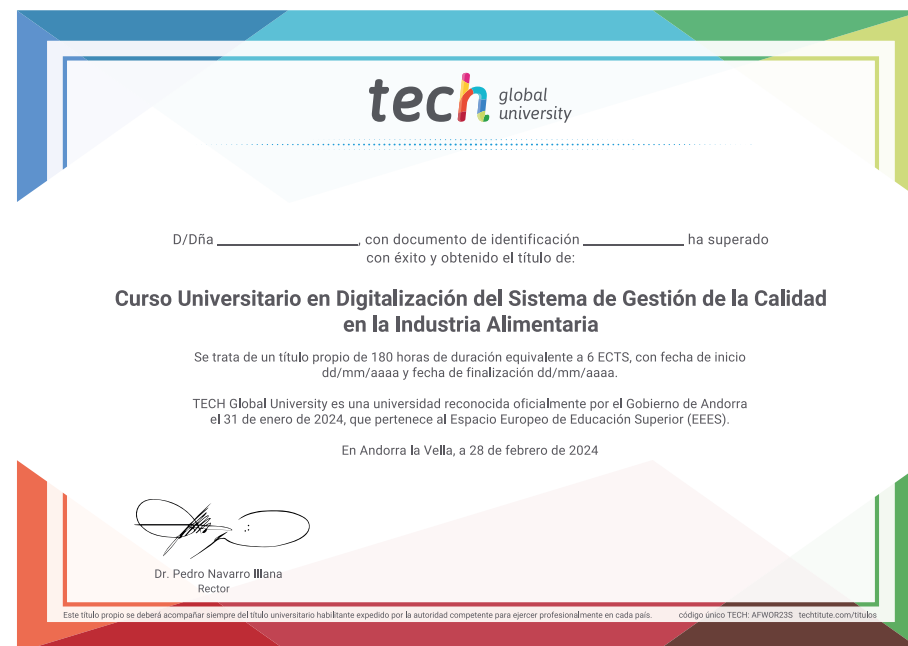 tech global university
D/Dña ______________, con documento de identificación __________ ha superado
con éxito y obtenido el título de:
Curso Universitario en Digitalización del Sistema de Gestión de la Calidad
en la Industria Alimentaria
Se trata de un título propio de 180 horas de duración equivalente a 6 ECTS, con fecha de inicio
dd/mm/aaaa y fecha de finalización dd/mm/aaaa.
TECH Global University es una universidad reconocida oficialmente por el Gobierno de Andorra
el 31 de enero de 2024, que pertenece al Espacio Europeo de Educación Superior (EEES).
En Andorra la Vella, a 28 de febrero de 2024
Dr. Pedro Navarro Illana
Rector
Este título propio se deberá acompañar siempre del título universitario habilitante expedido por la autoridad competente para ejercer profesionalmente en cada país. código único TECH: AFWOR23S techtitute.com/titulos